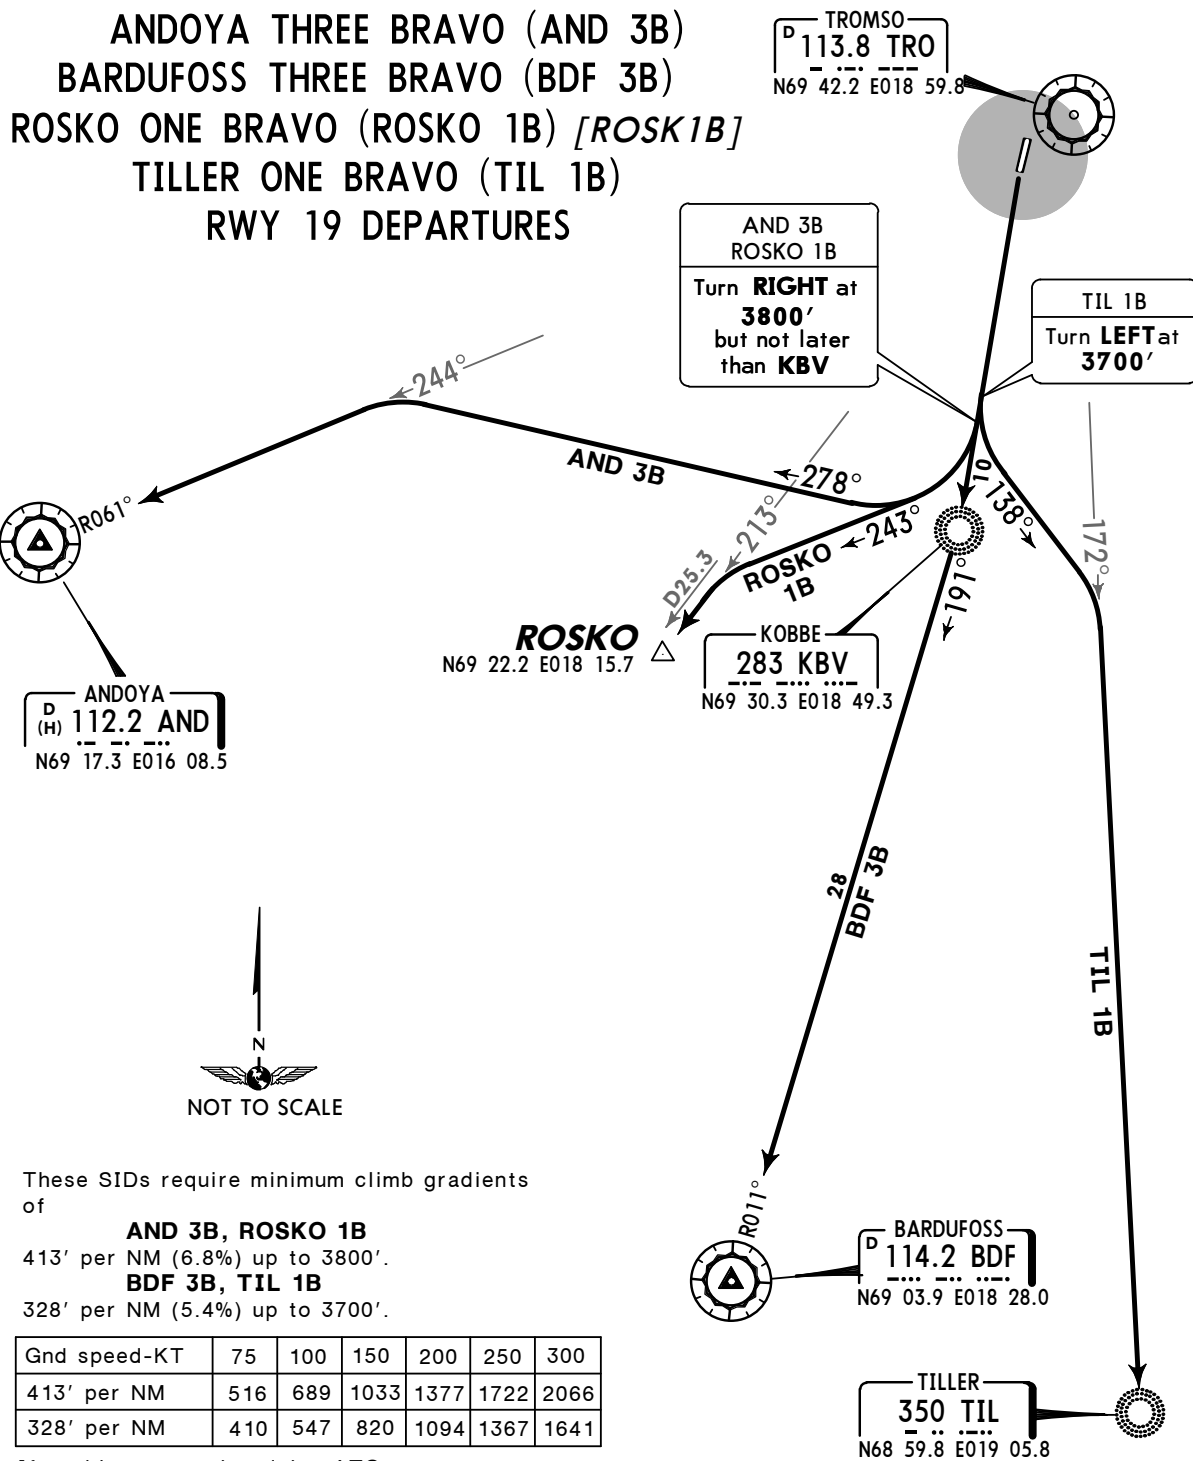 ANDOYA THREE BRAVO (AND 3B)
BARDUFOSS THREE BRAVO (BDF 3B)
ROSKO ONE BRAVO (ROSKO 1B) [ROSK1B]
TILLER ONE BRAVO (TIL 1B)
RWY 19 DEPARTURES
TROMSO
D 113.8 TRO
N69 42.2 E018 59.8
AND 3B
ROSKO 1B
Turn RIGHT at
3800'
but not later
than KBV
TIL 1B
Turn LEFT at
3700'
244°
AND 3B
278°
R061°
213°
243°
D25.3
ROSKO
1B
10
138°
172°
191°
ROSKO
N69 22.2 E018 15.7
KOBBE
283 KBV
N69 30.3 E018 49.3
ANDOYA
D
(H) 112.2 AND
N69 17.3 E016 08.5
28
BDF 3B
TIL 1B
N
NOT TO SCALE
These SIDs require minimum climb gradients
of
AND 3B, ROSKO 1B
413' per NM (6.8%) up to 3800'.
BDF 3B, TIL 1B
328' per NM (5.4%) up to 3700'.
R011°
BARDUFOSS
D 114.2 BDF
N69 03.9 E018 28.0
Gnd speed-KT 75 100 150 200 250 300
413' per NM 516 689 1033 1377 1722 2066
328' per NM 410 547 820 1094 1367 1641
TILLER
350 TIL
N68 59.8 E019 05.8